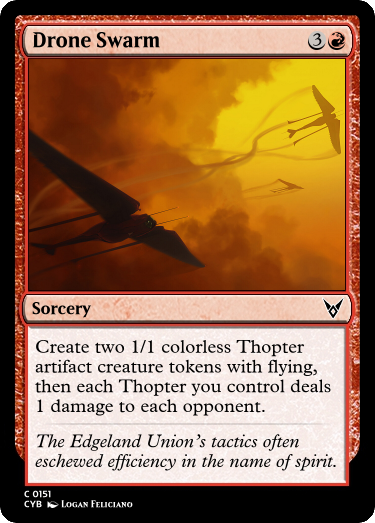 Drone Swarm 3
Sorcery
Create two 1/1 colorless Thopter
artifact creature tokens with flying,
then each Thopter you control deals
1 damage to each opponent.
The Edgeland Union's tactics often
eschewed efficiency in the name of spirit.
C 0151
CYB Logan Feliciano